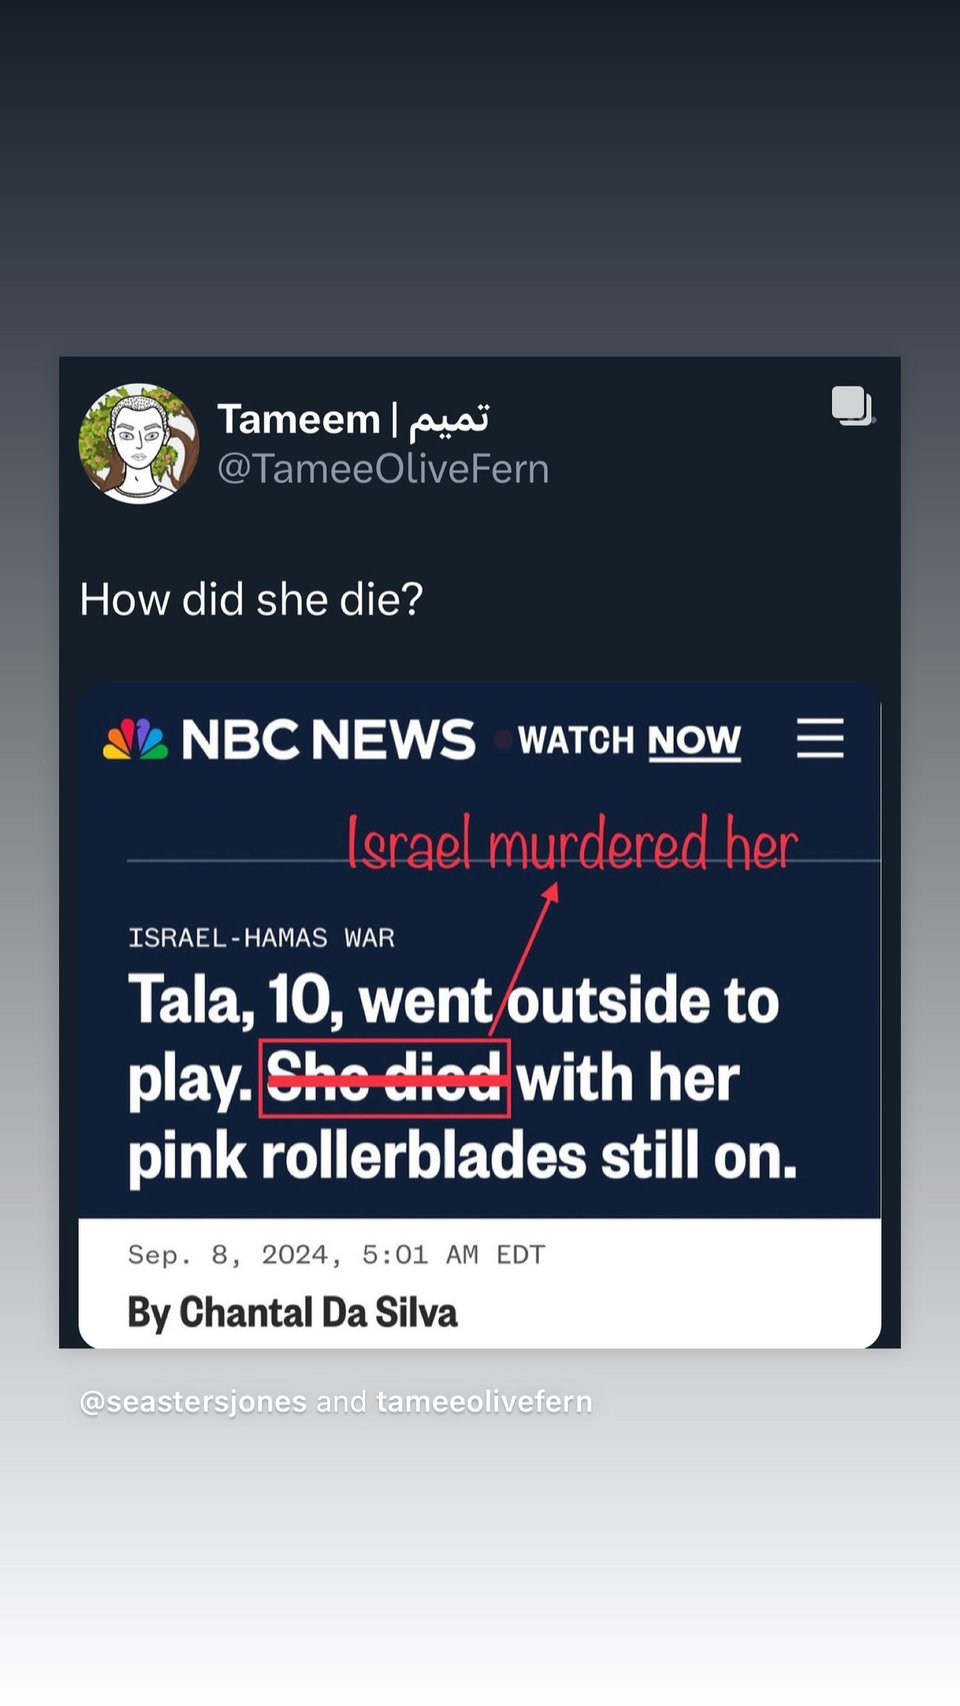 Tameem | تميم
@TameeOliveFern
How did she die?
NBC NEWS WATCH NOW
Israel murdered her
ISRAEL-HAMAS WAR
Tala, 10, went outside to
play. She died with her
pink rollerblades still on.
Sep. 8, 2024, 5:01 AM EDT
By Chantal Da Silva
@seastersjones and tameeolivefern